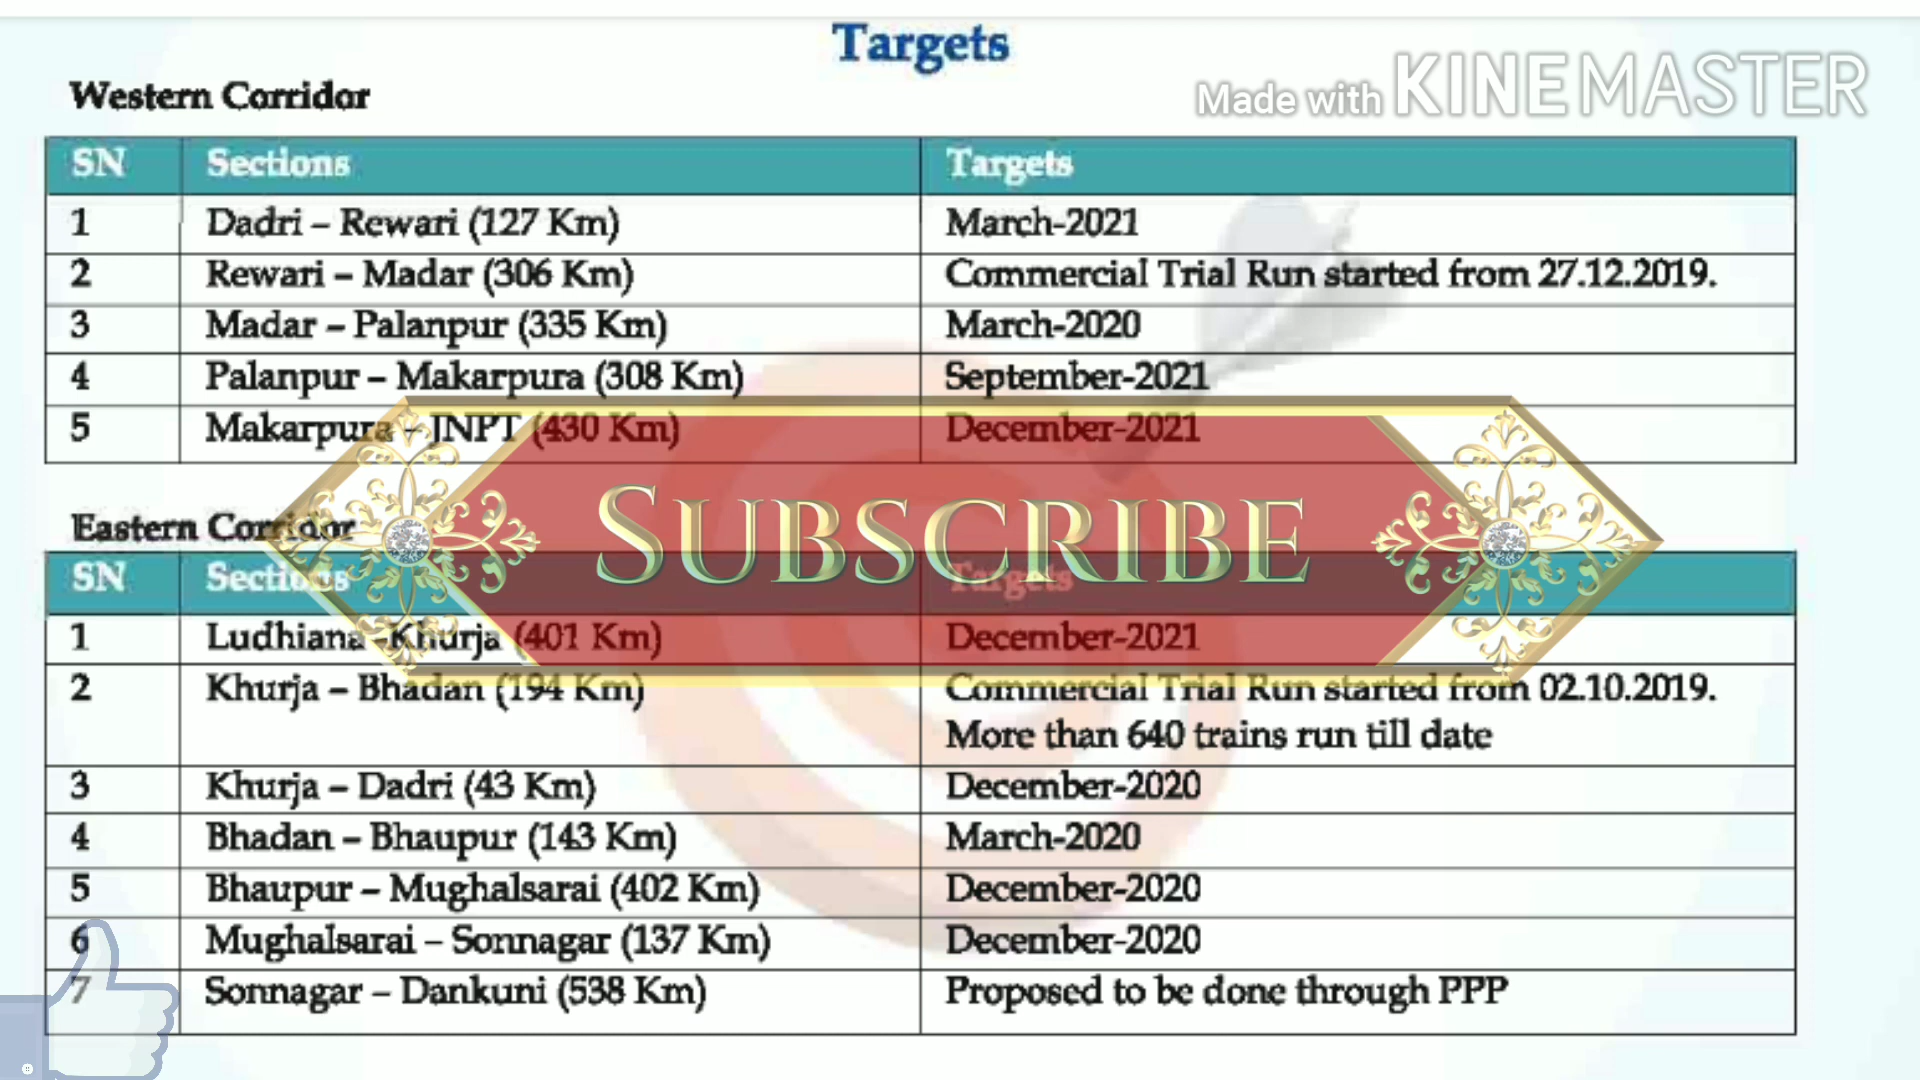 Targets
Made with KINEMASTER
Western Corridor
SN Sections Targets
1 Dadri – Rewari (127 Km) March-2021
2 Rewari – Madar (306 Km) Commercial Trial Run started from 27.12.2019.
3 Madar – Palanpur (335 Km) March-2020
4 Palanpur – Makarpura (308 Km) September-2021
5 Makarpura – JNPT (430 Km) December-2021
SUBSCRIBE
Eastern Corridor
SN Sections Targets
1 Ludhiana –Khurja (401 Km) December-2021
2 Khurja – Bhadan (194 Km) Commercial Trial Run started from 02.10.2019.
More than 640 trains run till date
3 Khurja – Dadri (43 Km) December-2020
4 Bhadan – Bhaupur (143 Km) March-2020
5 Bhaupur – Mughalsarai (402 Km) December-2020
6 Mughalsarai – Sonnagar (137 Km) December-2020
7 Sonnagar – Dankuni (538 Km) Proposed to be done through PPP